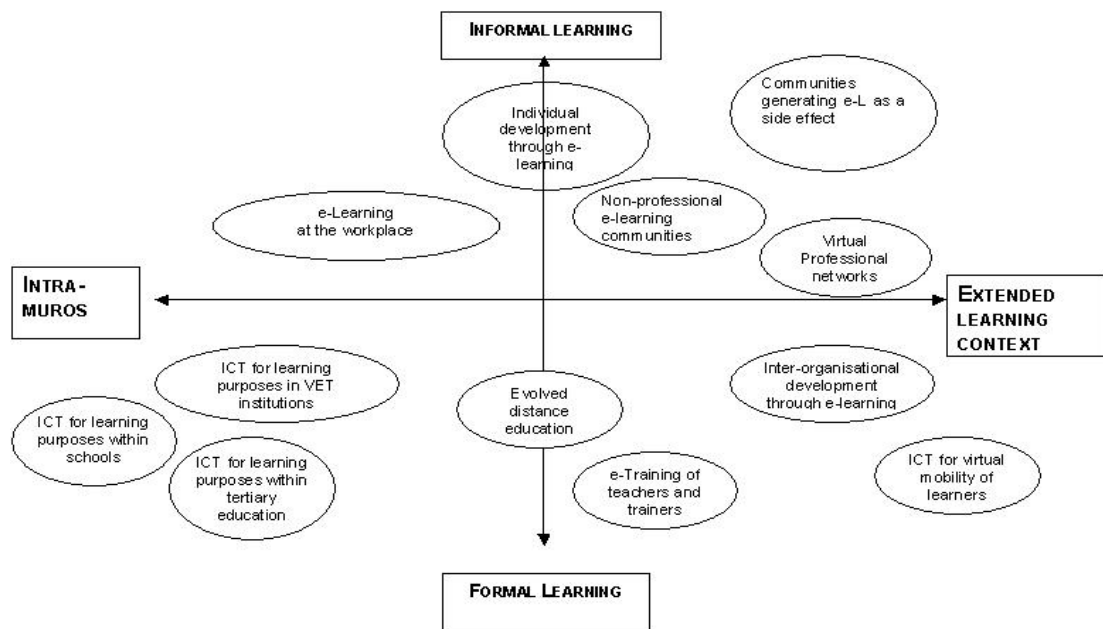 INFORMAL LEARNING
Communities
generating e-L as a
side effect
Individual
development
through e-
learning
Non-professional
e-learning
communities
e-Learning
at the workplace
Virtual
Professional
networks
INTRA-
MUROS
EXTENDED
LEARNING
CONTEXT
ICT for learning
purposes in VET
institutions
Inter-organisational
development
through e-learning
Evolved
distance
education
ICT for learning
purposes within
schools
ICT for learning
purposes within
tertiary
education
e-Training of
teachers and
trainers
ICT for virtual
mobility of
learners
FORMAL LEARNING